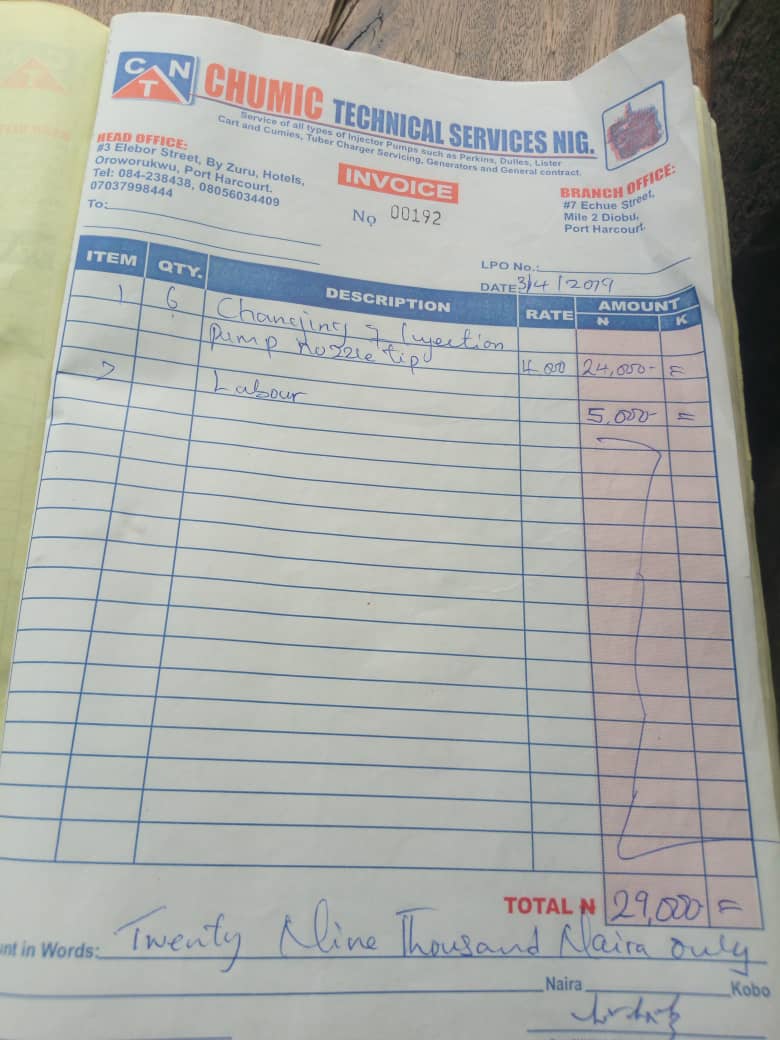 C T N
CHUMIC TECHNICAL SERVICES NIG.
Service of all types of Injector Pumps such as Perkins, Dulles, Lister
Cart and Cumies, Tuber Charger Servicing, Generators and General contract.
HEAD OFFICE:
#3 Elebor Street, By Zuru, Hotels,
Oroworukwu, Port Harcourt.
Tel: 084-238438, 08056034409
07037998444
INVOICE
No 00192
BRANCH OFFICE:
#7 Echue Street,
Mile 2 Diobu,
Port Harcourt.
To:
LPO No.:
DATE 3/4/2019
ITEM QTY. DESCRIPTION RATE AMOUNT
N K
1 6 Changing of Injection
Pump nozzle tip 4.000 24,000- =
2 Labour
5,000- =
TOTAL N 29,000 =
unt in Words: Twenty Nine Thousand Naira only
Naira Kobo